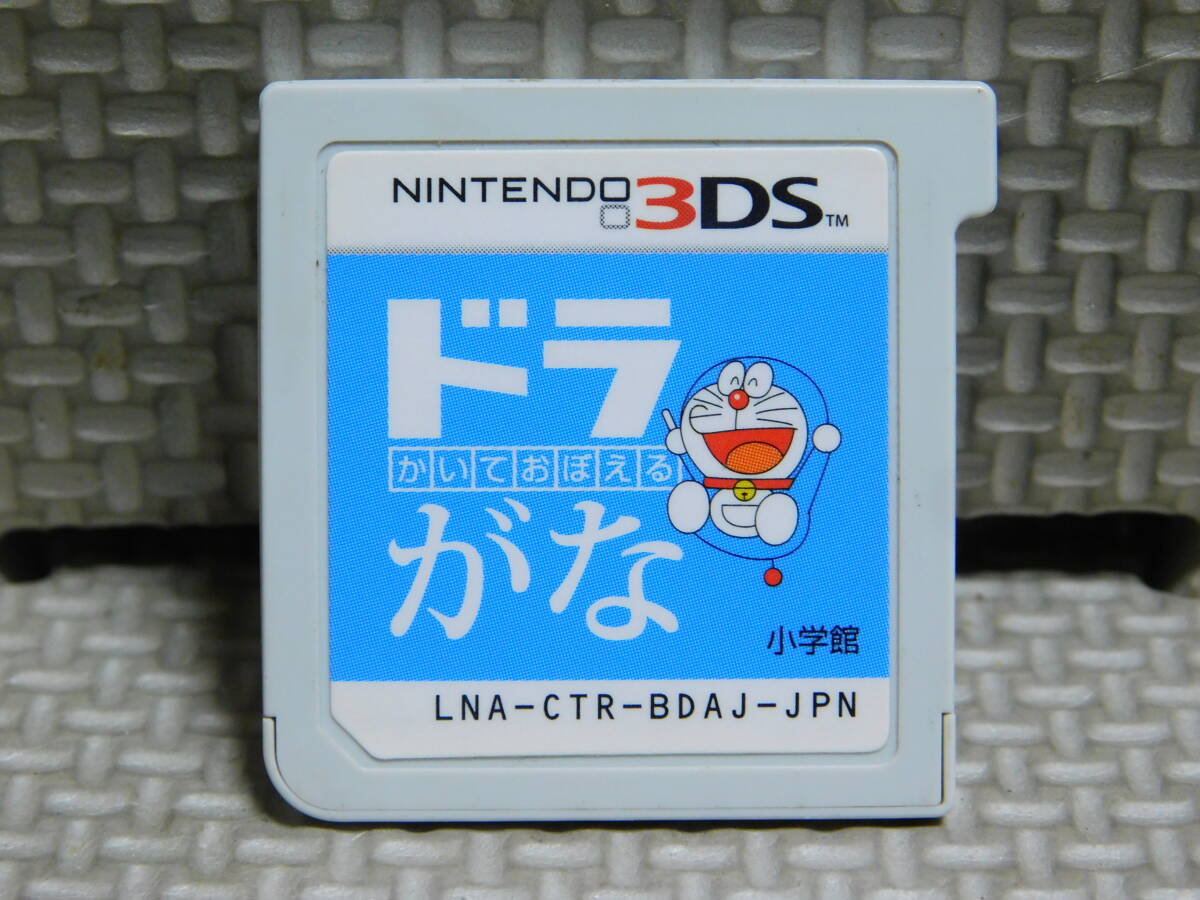 NINTENDO 3DS™
ドラ
かいておぼえる
がな
小学館
LNA-CTR-BDAJ-JPN